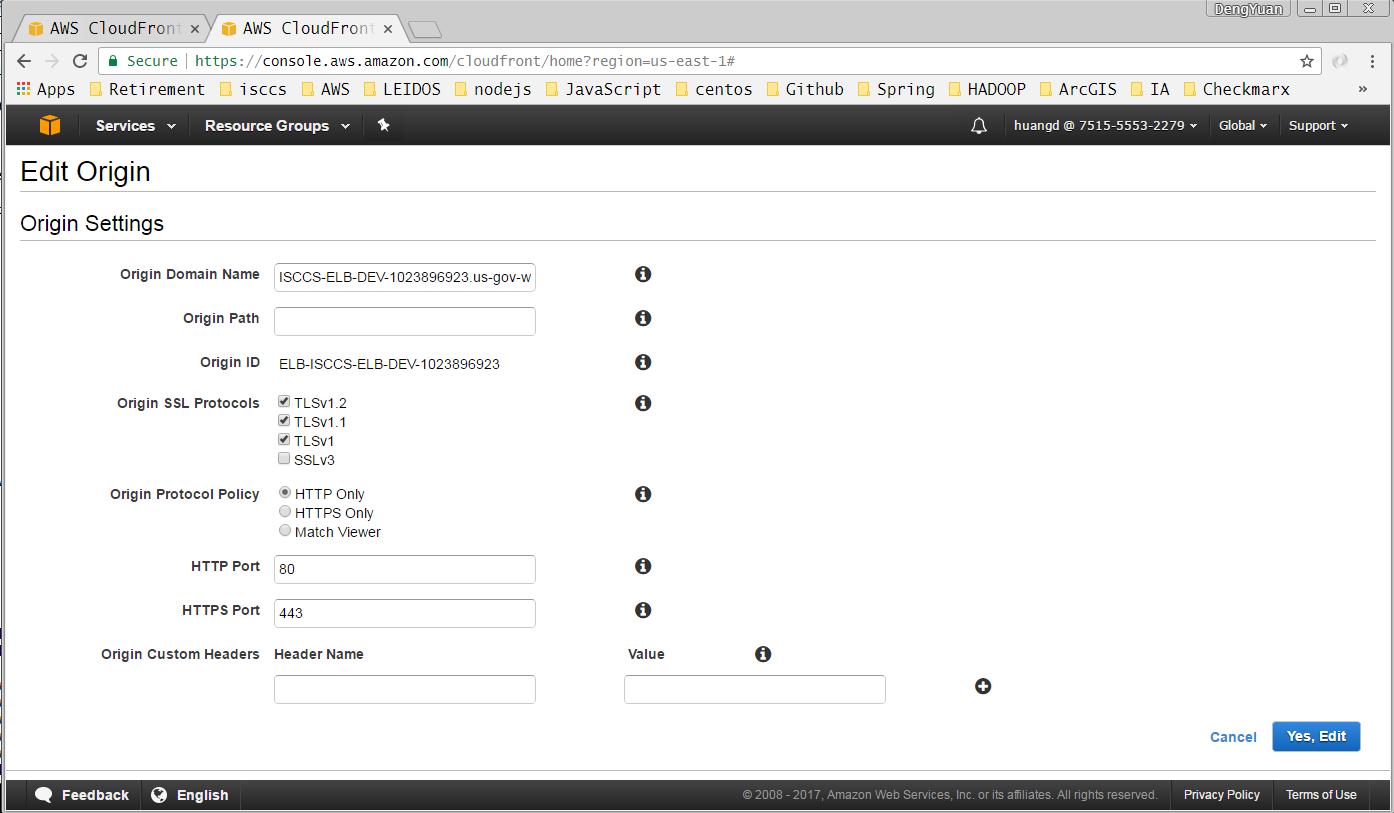 DengYuan
AWS CloudFront
AWS CloudFront
Secure https://console.aws.amazon.com/cloudfront/home?region=us-east-1#
Apps Retirement isccs AWS LEIDOS nodejs JavaScript centos Github Spring HADOOP ArcGIS IA Checkmarx »
Services Resource Groups huangd @ 7515-5553-2279 Global Support
Edit Origin
Origin Settings
Origin Domain Name ISCCS-ELB-DEV-1023896923.us-gov-w
Origin Path
Origin ID ELB-ISCCS-ELB-DEV-1023896923
Origin SSL Protocols TLSv1.2
TLSv1.1
TLSv1
SSLv3
Origin Protocol Policy HTTP Only
HTTPS Only
Match Viewer
HTTP Port 80
HTTPS Port 443
Origin Custom Headers Header Name Value
Cancel Yes, Edit
Feedback English © 2008 - 2017, Amazon Web Services, Inc. or its affiliates. All rights reserved. Privacy Policy Terms of Use